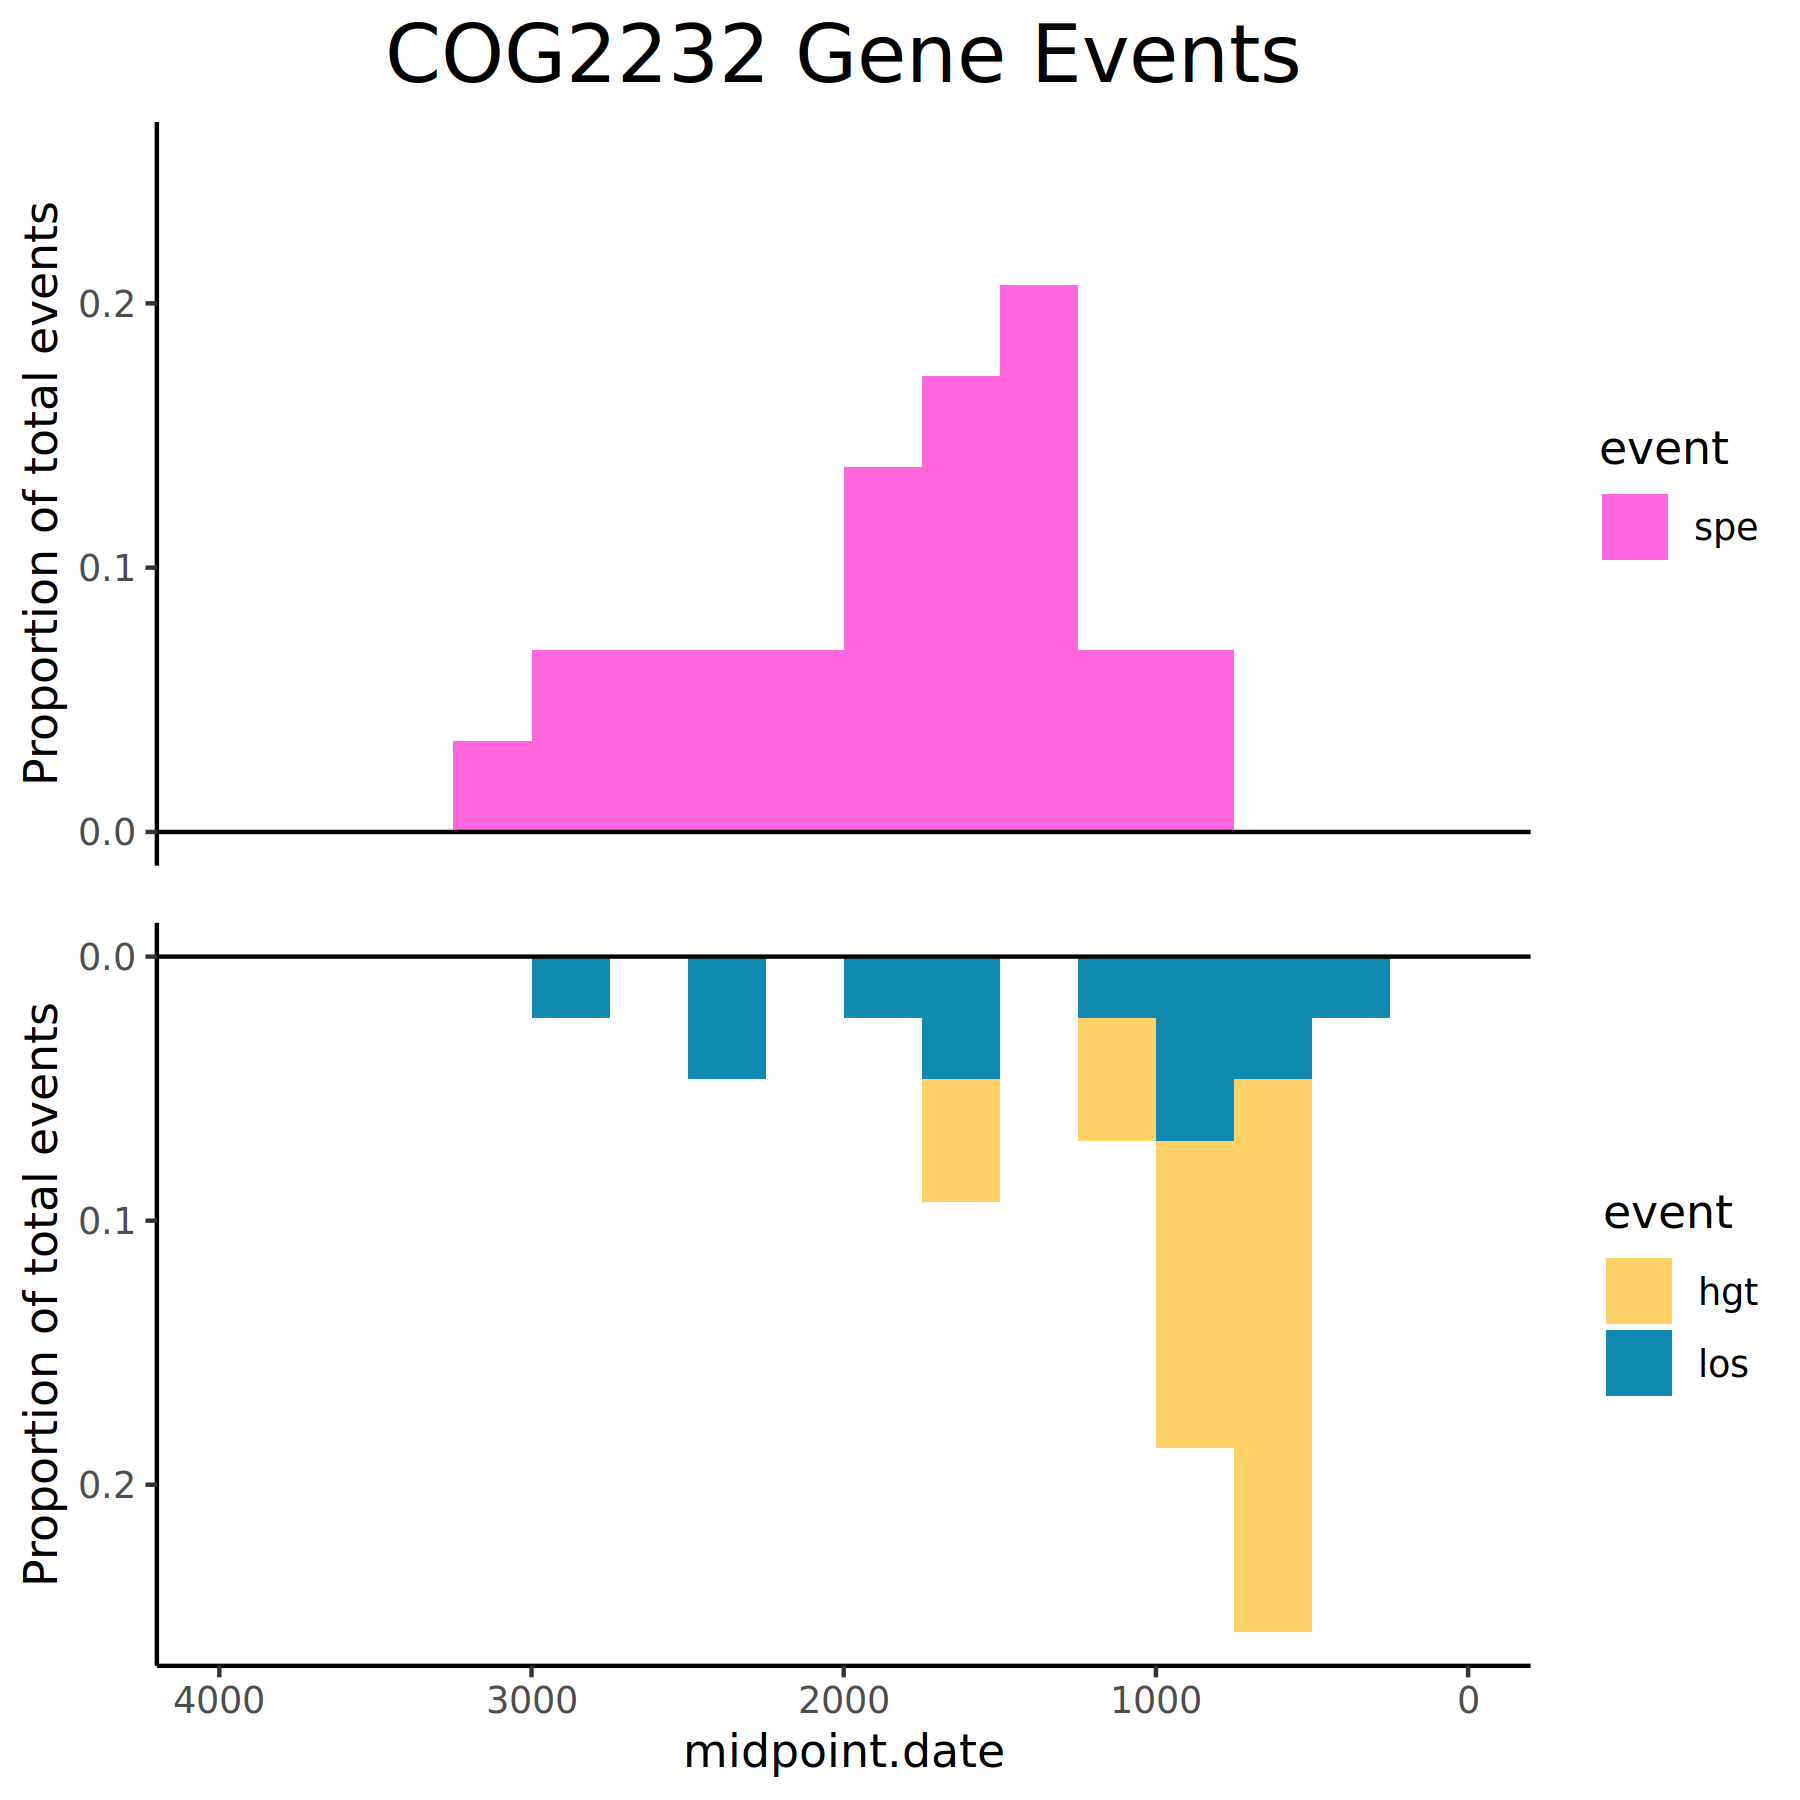 COG2232 Gene Events
Proportion of total events
0.2
0.1
0.0
event
spe
Proportion of total events
0.0
0.1
0.2
event
hgt
los
4000 3000 2000 1000 0
midpoint.date